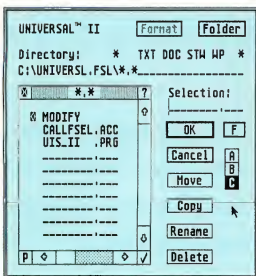 UNIVERSAL™ II Format Folder
Directory: * TXT DOC STW WP *
C:\UNIVERSL.FSL\*.*
*.* ?
Selection:
MODIFY
CALLFSEL.ACC
UIS_II .PRG
OK F
Cancel A
B
Move C
Copy
Rename
P Delete